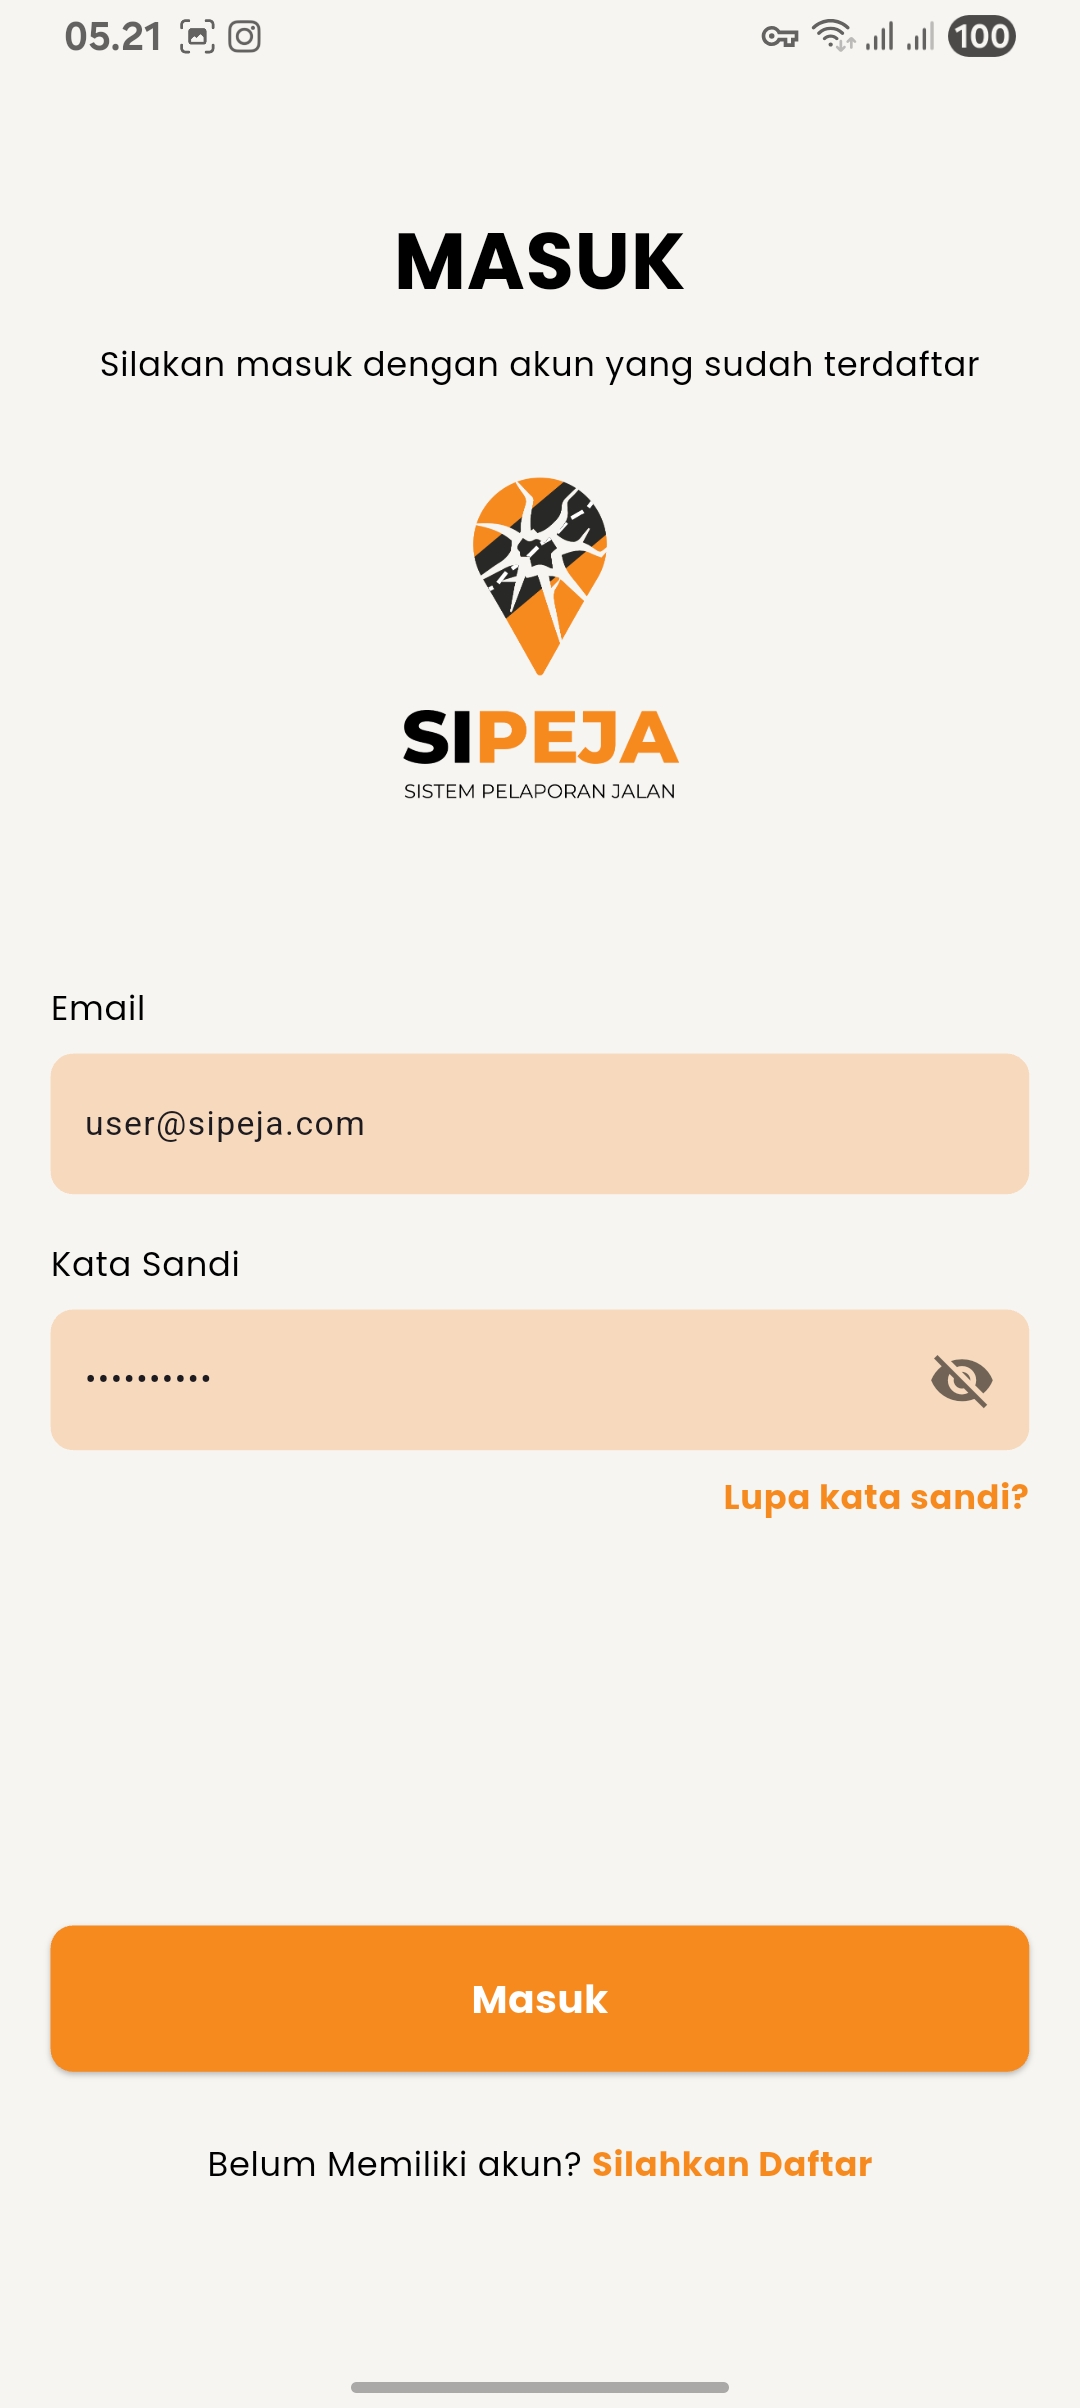 05.21
100
MASUK
Silakan masuk dengan akun yang sudah terdaftar
SIPEJA
SISTEM PELAPORAN JALAN
Email
user@sipeja.com
Kata Sandi
••••••••••
Lupa kata sandi?
Masuk
Belum Memiliki akun? Silahkan Daftar